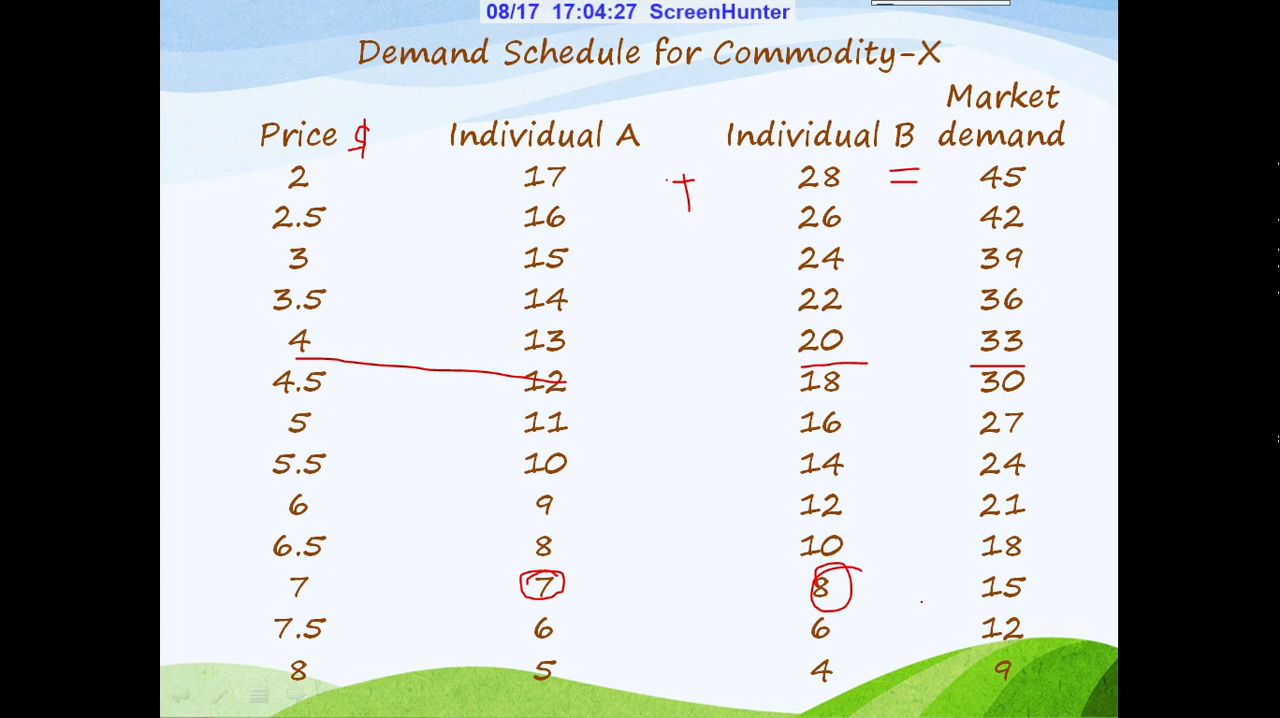 08/17 17:04:27 ScreenHunter
Demand Schedule for Commodity-X
Price $ Individual A Individual B Market demand
2 17 + 28 = 45
2.5 16 26 42
3 15 24 39
3.5 14 22 36
4 13 20 33
4.5 12 18 30
5 11 16 27
5.5 10 14 24
6 9 12 21
6.5 8 10 18
7 7 8 15
7.5 6 6 12
8 5 4 9